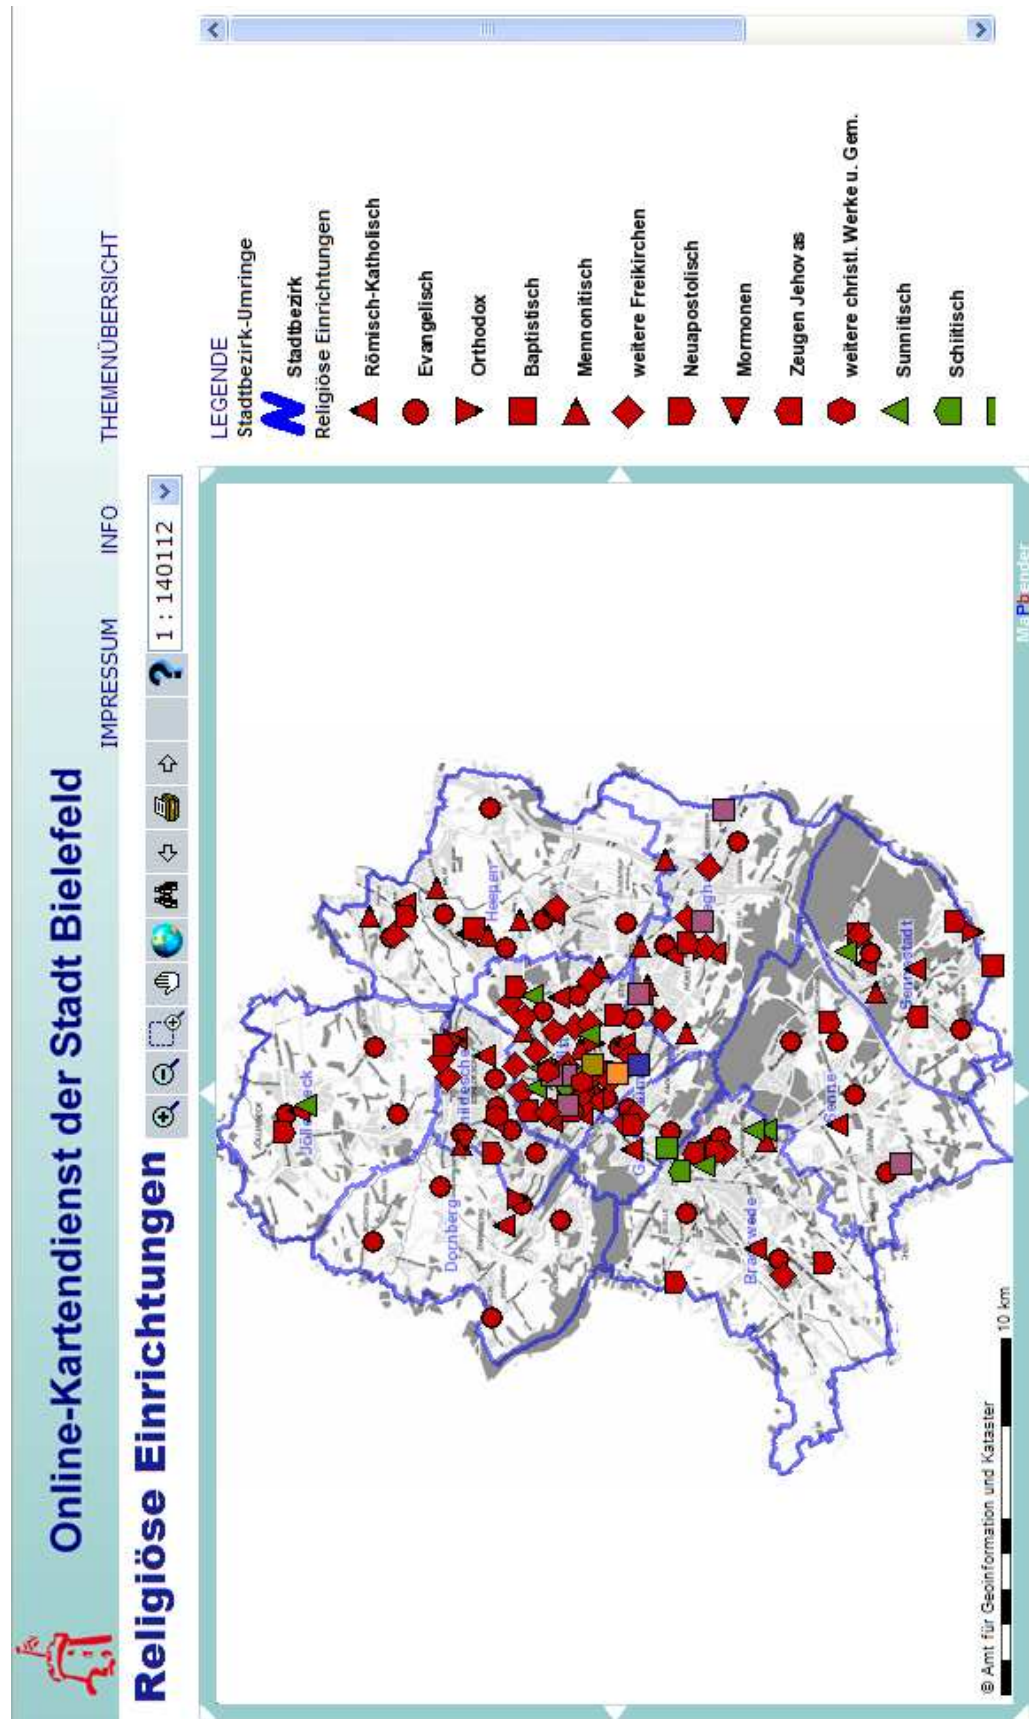 Online-Kartendienst der Stadt Bielefeld
IMPRESSUM INFO THEMENÜBERSICHT
Religiöse Einrichtungen
1 : 140112
LEGENDE
Stadtbezirk-Umringe
Stadtbezirk
Religiöse Einrichtungen
Römisch-Katholisch
Evangelisch
Orthodox
Baptistisch
Mennonitisch
weitere Freikirchen
Neuapostolisch
Mormonen
Zeugen Jehovas
weitere christl. Werke u. Gem.
Sunnitisch
Schiitisch
Heepen
Dornberg
Senne
Sennestadt
© Amt für Geoinformation und Kataster
10 km
MaPbender